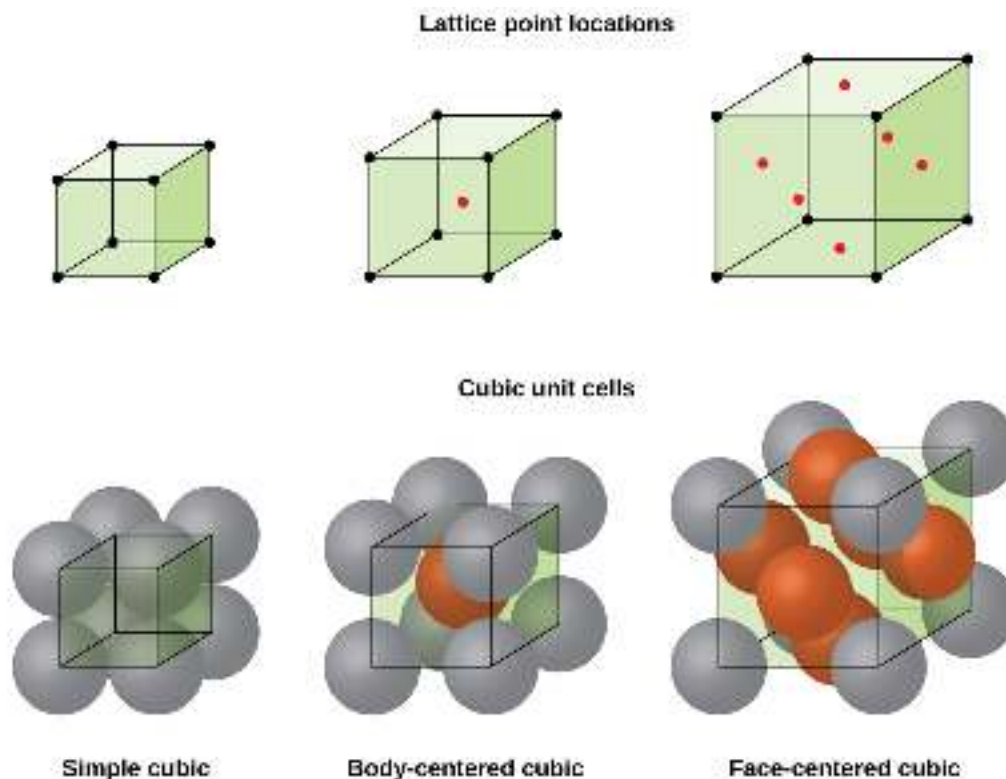 Lattice point locations
Cubic unit cells
Simple cubic
Body-centered cubic
Face-centered cubic